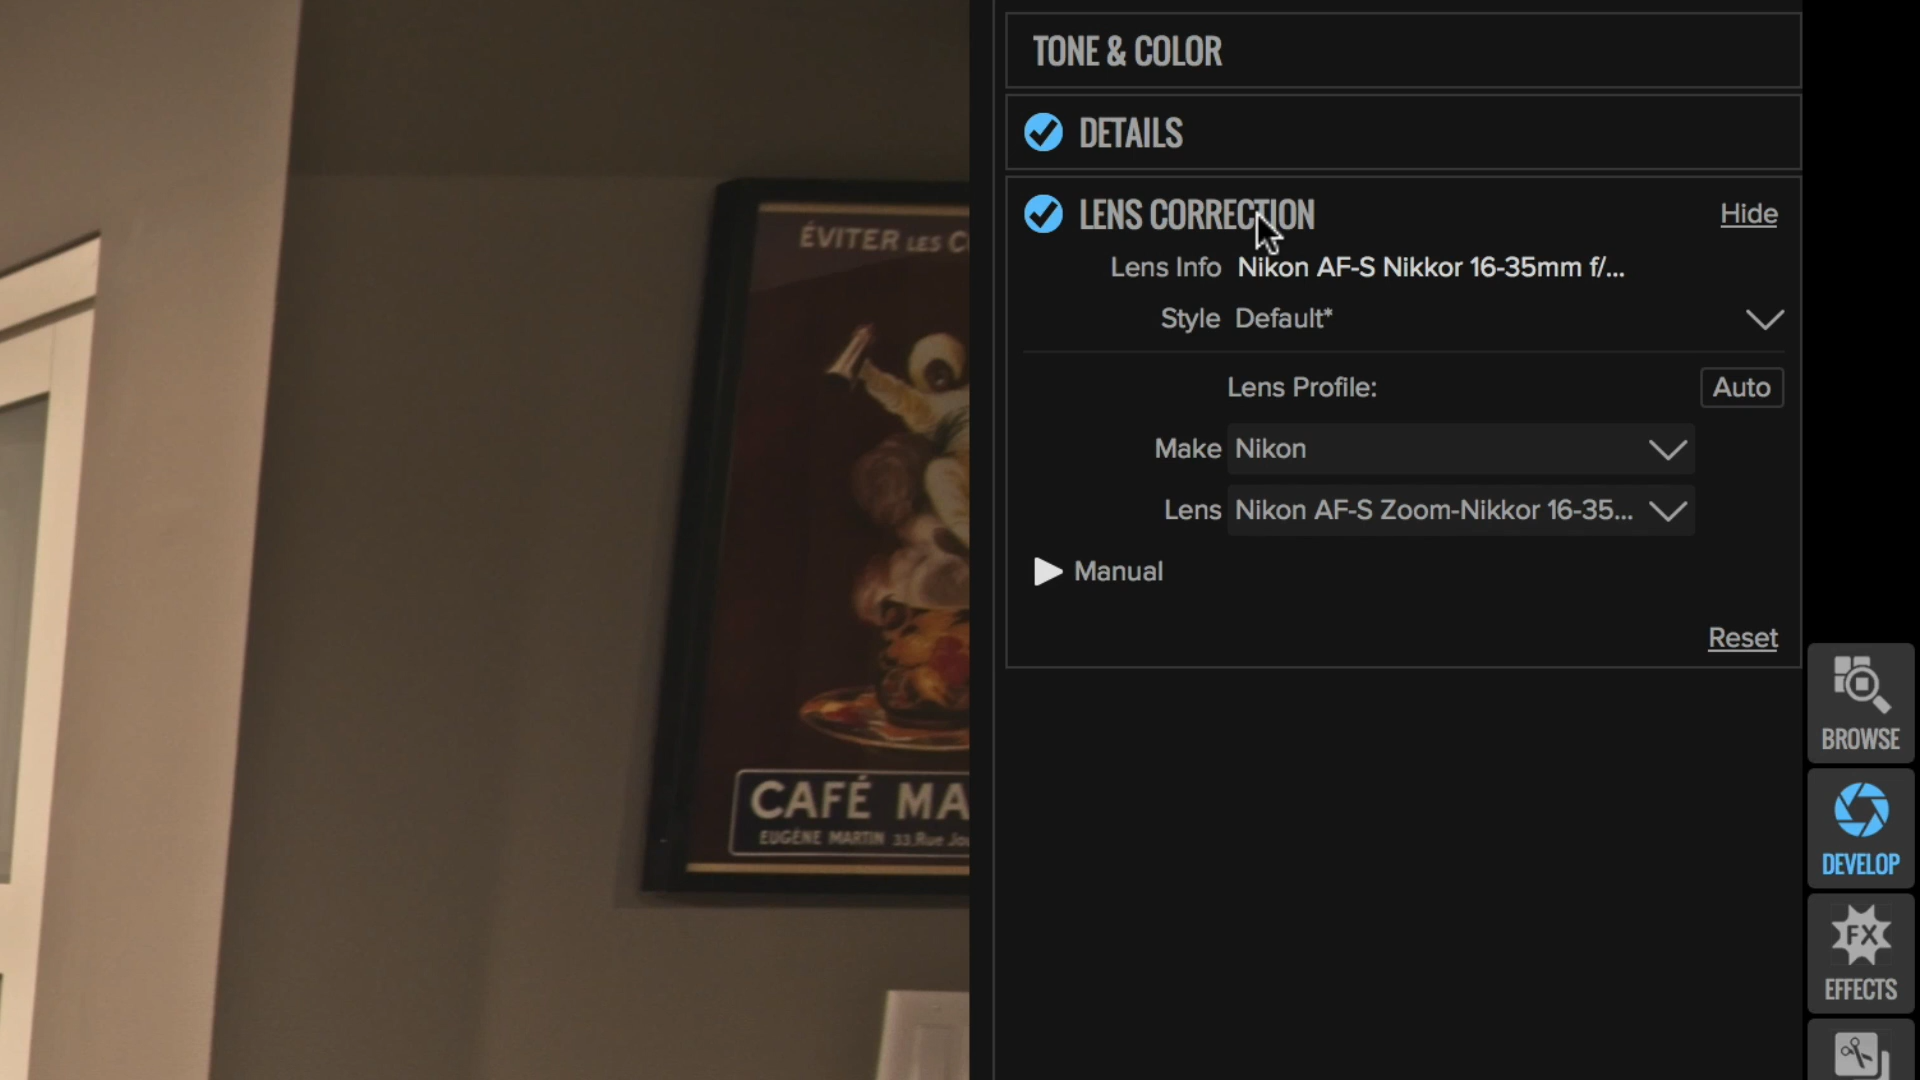 TONE & COLOR
DETAILS
LENS CORRECTION Hide
Lens Info Nikon AF-S Nikkor 16-35mm f/...
Style Default*
Lens Profile: Auto
Make Nikon
Lens Nikon AF-S Zoom-Nikkor 16-35...
Manual
Reset
BROWSE
DEVELOP
FX
EFFECTS
ÉVITER LES C
CAFÉ MA
EUGÈNE MARTIN 33, Rue